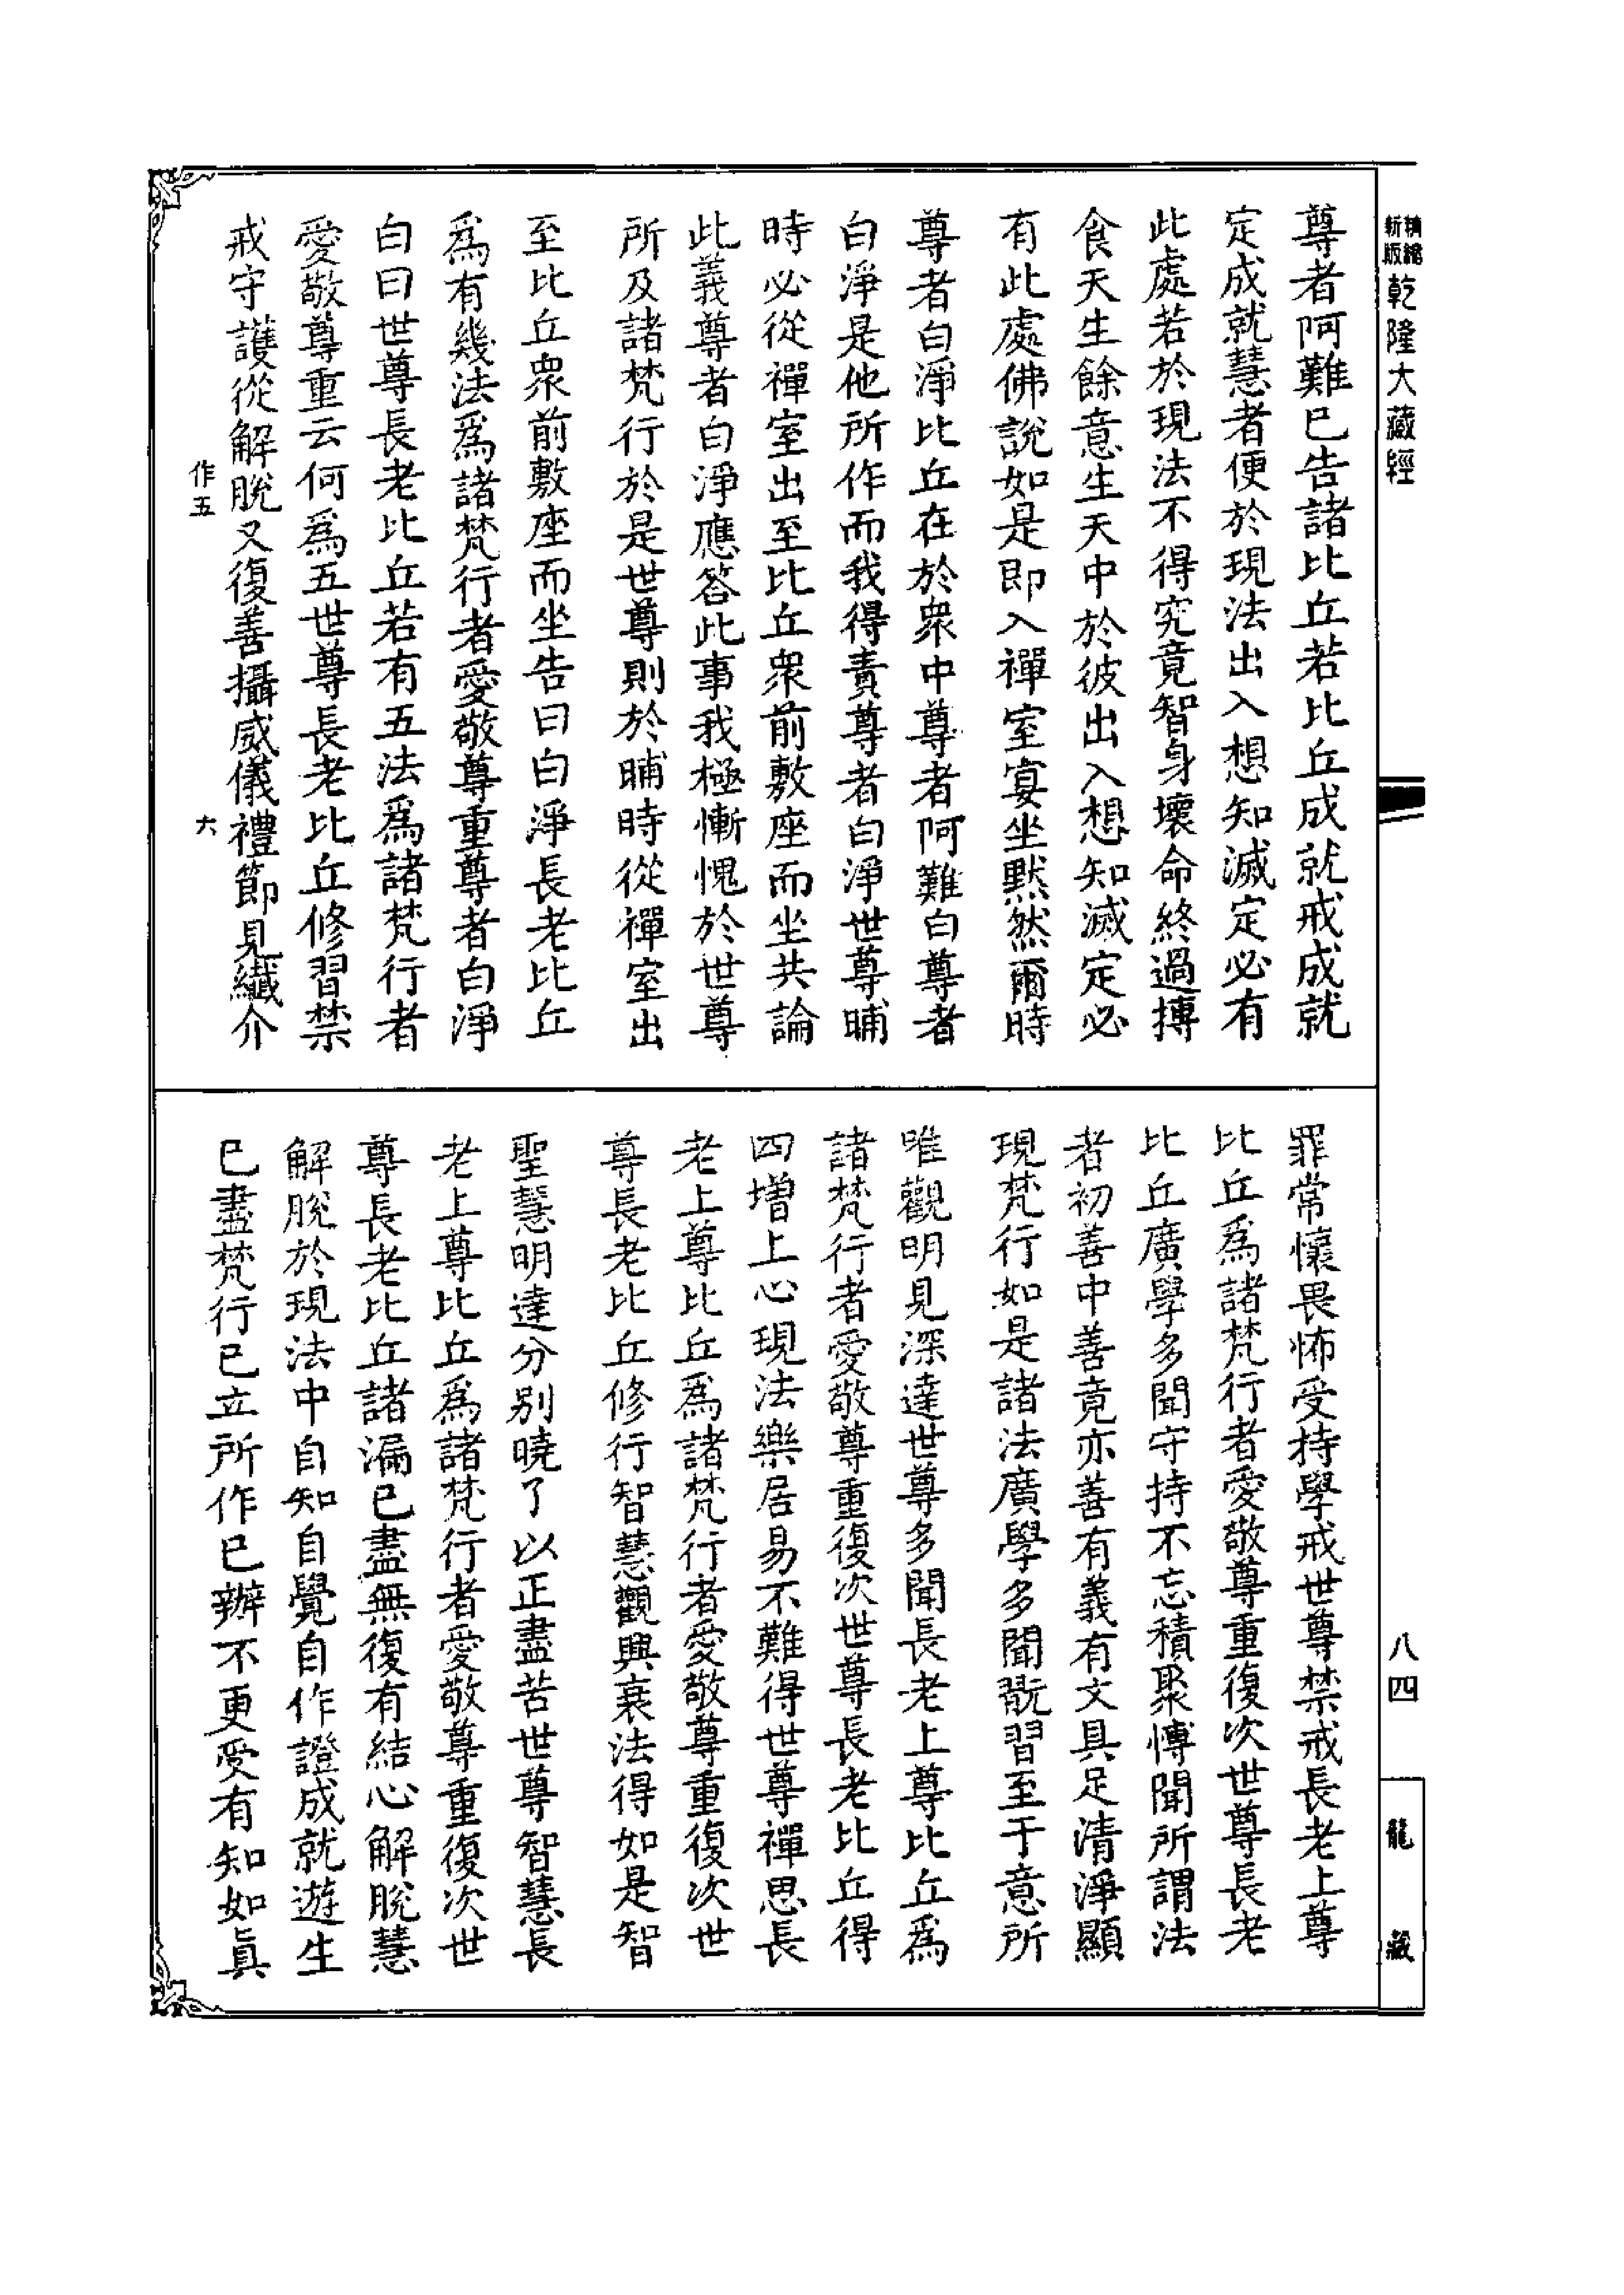 精縮新版乾隆大藏經
八四
龍藏
尊者阿難已告諸比丘若比丘成就戒成就
定成就慧者便於現法出入想知滅定必有
此處若於現法不得究竟智身壞命終過摶
食天生餘意生天中於彼出入想知滅定必
有此處佛說如是即入禪室宴坐默然爾時
尊者白淨比丘在於衆中尊者阿難白尊者
白淨是他所作而我得責尊者白淨世尊晡
時必從禪室出至比丘衆前敷座而坐共論
此義尊者白淨應答此事我極慚愧於世尊
所及諸梵行於是世尊則於晡時從禪室出
至比丘衆前敷座而坐告曰白淨長老比丘
爲有幾法爲諸梵行者愛敬尊重尊者白淨
白曰世尊長老比丘若有五法爲諸梵行者
愛敬尊重云何爲五世尊長老比丘修習禁
戒守護從解脫又復善攝威儀禮節見纖介
作五 六
罪常懷畏怖受持學戒世尊禁戒長老上尊
比丘爲諸梵行者愛敬尊重復次世尊長老
比丘廣學多聞守持不忘積聚博聞所謂法
者初善中善竟亦善有義有文具足清淨顯
現梵行如是諸法廣學多聞翫習至于意所
唯觀明見深達世尊多聞長老上尊比丘爲
諸梵行者愛敬尊重復次世尊長老比丘得
四增上心現法樂居易不難得世尊禪思長
老上尊比丘爲諸梵行者愛敬尊重復次世
尊長老比丘修行智慧觀興衰法得如是智
聖慧明達分別曉了以正盡苦世尊智慧長
老上尊比丘爲諸梵行者愛敬尊重復次世
尊長老比丘諸漏已盡無復有結心解脫慧
解脫於現法中自知自覺自作證成就遊生
已盡梵行已立所作已辦不更受有知如眞